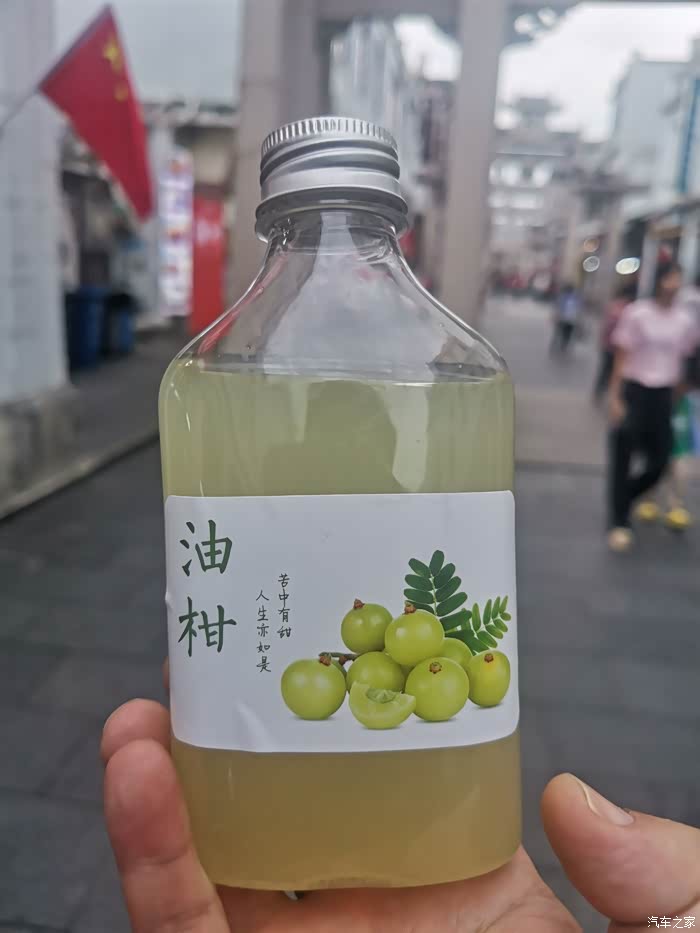 油柑
苦中有甜
人生亦如是
汽车之家